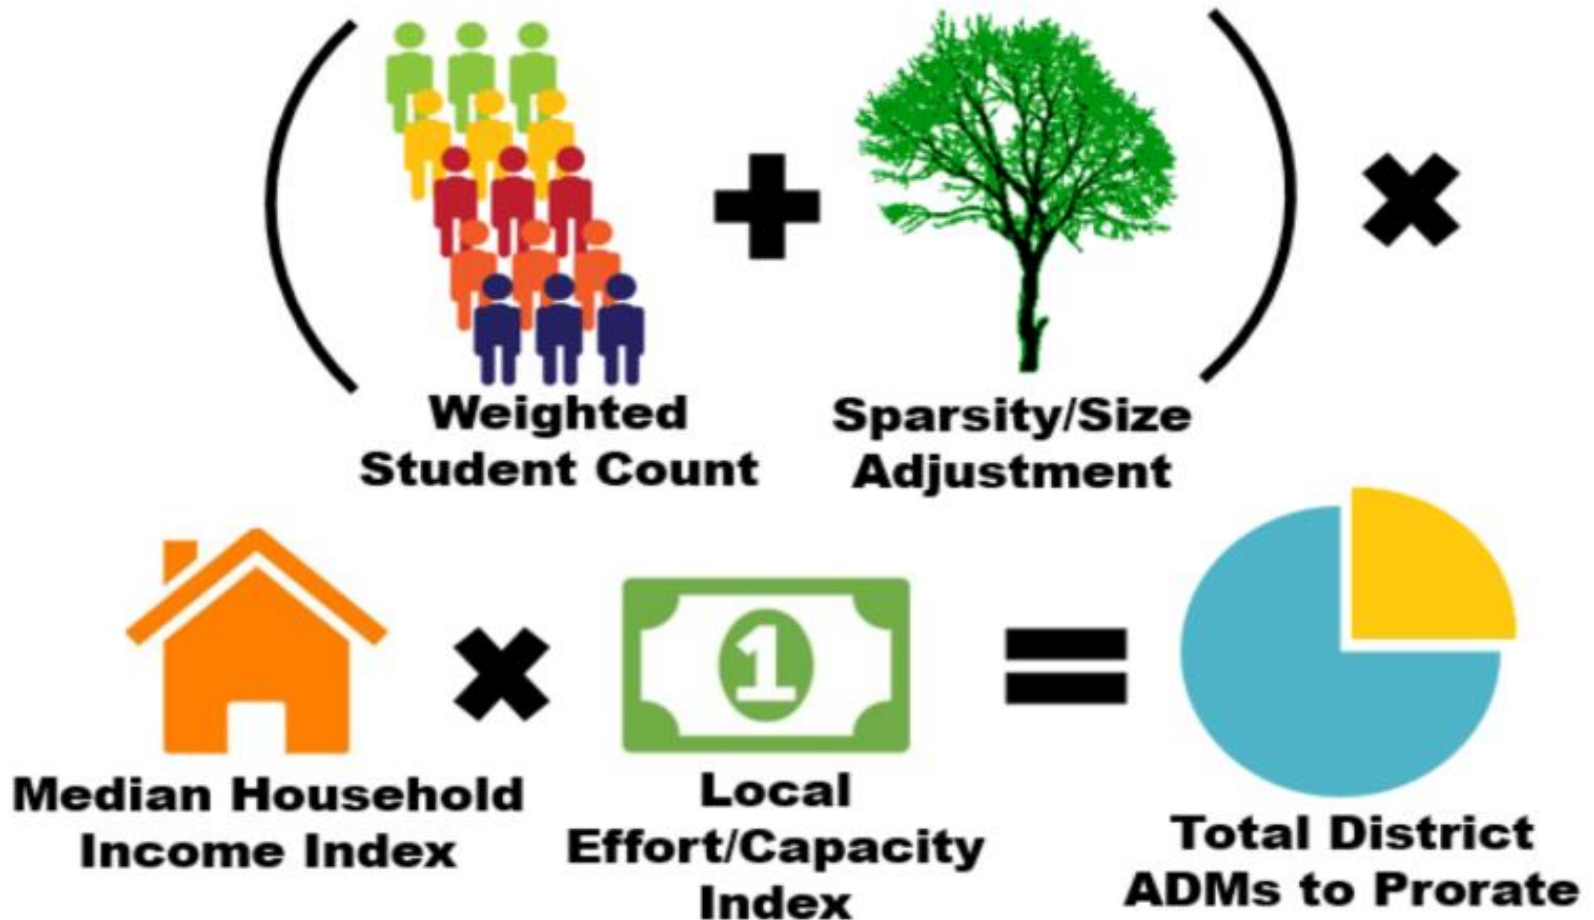 Weighted
Student Count
Sparsity/Size
Adjustment
1
Median Household
Income Index
Local
Effort/Capacity
Index
Total District
ADMs to Prorate